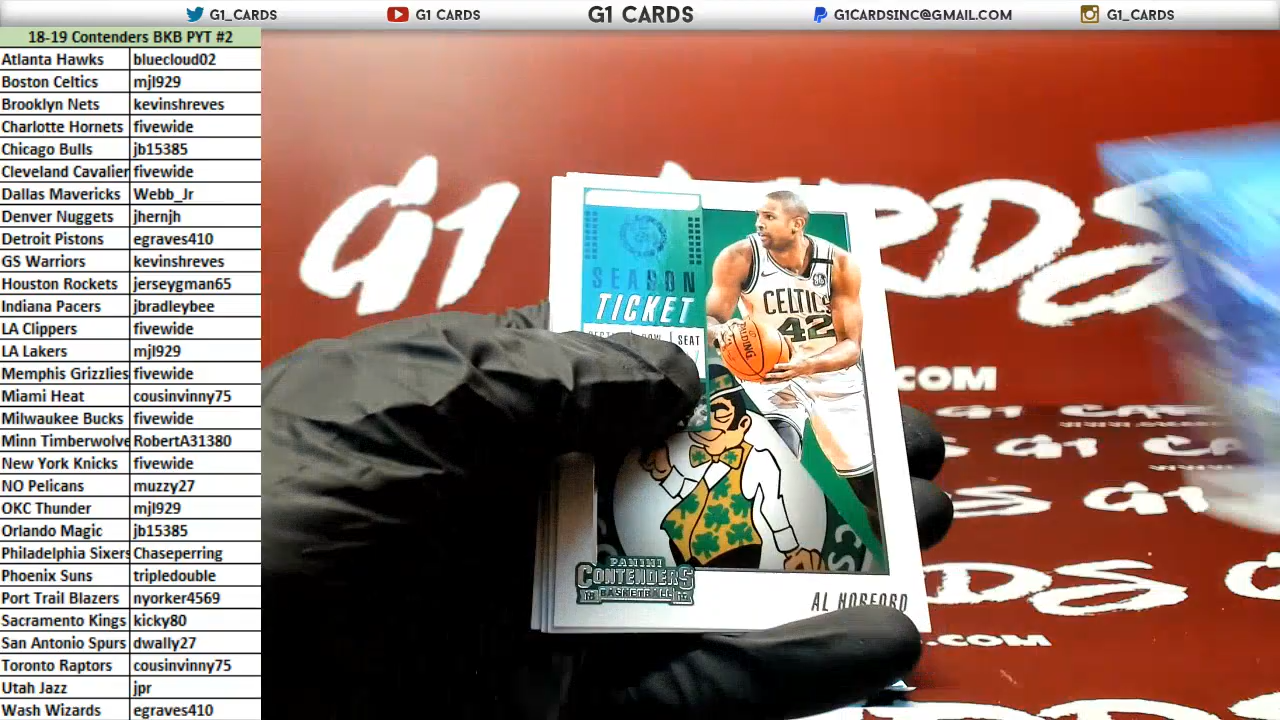 G1_CARDS
G1 CARDS
G1 CARDS
G1CARDSINC@GMAIL.COM
G1_CARDS
18-19 Contenders BKB PYT #2
Atlanta Hawks bluecloud02
Boston Celtics mjl929
Brooklyn Nets kevinshreves
Charlotte Hornets fivewide
Chicago Bulls jb15385
Cleveland Cavalier fivewide
Dallas Mavericks Webb_Jr
Denver Nuggets jhernjh
Detroit Pistons egraves410
GS Warriors kevinshreves
Houston Rockets jerseygman65
Indiana Pacers jbradleybee
LA Clippers fivewide
LA Lakers mjl929
Memphis Grizzlies fivewide
Miami Heat cousinvinny75
Milwaukee Bucks fivewide
Minn Timberwolve RobertA31380
New York Knicks fivewide
NO Pelicans muzzy27
OKC Thunder mjl929
Orlando Magic jb15385
Philadelphia Sixers Chaseperring
Phoenix Suns tripledouble
Port Trail Blazers nyorker4569
Sacramento Kings kicky80
San Antonio Spurs dwally27
Toronto Raptors cousinvinny75
Utah Jazz jpr
Wash Wizards egraves410
G1
SEASON
TICKET
SEAT
CELTICS
42
SPALDING
PANINI
CONTENDERS
BASKETBALL
AL HORFORD
.COM
G1
.COM